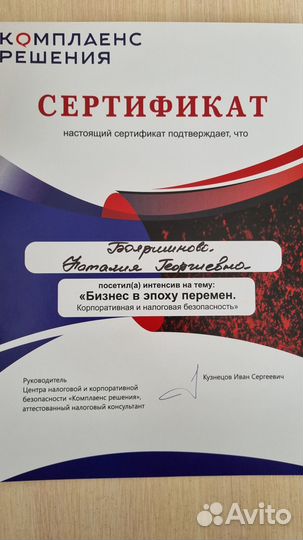 КОМПЛАЕНС
РЕШЕНИЯ
СЕРТИФИКАТ
настоящий сертификат подтверждает, что
Бояришнова
Наталия Георгиевна
посетил(а) интенсив на тему:
«Бизнес в эпоху перемен.
Корпоративная и налоговая безопасность»
Руководитель
Центра налоговой и корпоративной
безопасности «Комплаенс решения»,
аттестованный налоговый консультант
Кузнецов Иван Сергеевич
Avito